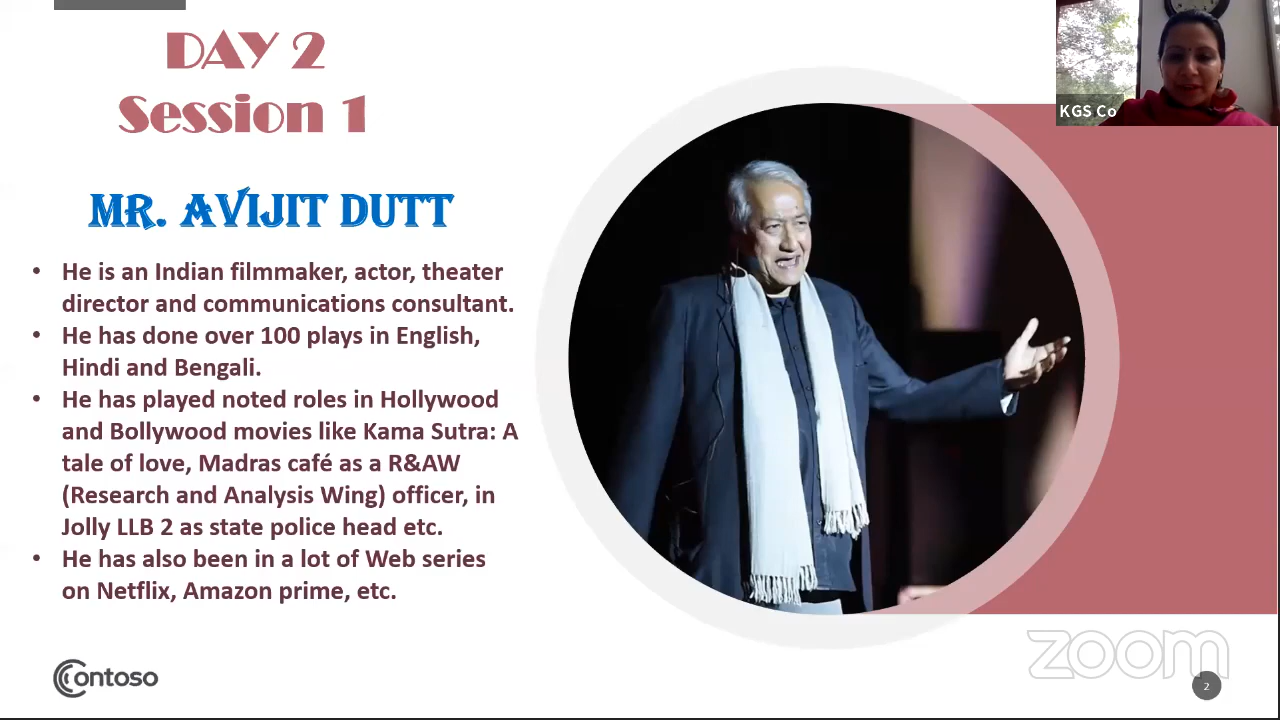 DAY 2
Session 1
MR. AVIJIT DUTT
• He is an Indian filmmaker, actor, theater
director and communications consultant.
• He has done over 100 plays in English,
Hindi and Bengali.
• He has played noted roles in Hollywood
and Bollywood movies like Kama Sutra: A
tale of love, Madras café as a R&AW
(Research and Analysis Wing) officer, in
Jolly LLB 2 as state police head etc.
• He has also been in a lot of Web series
on Netflix, Amazon prime, etc.
KGS Co
Contoso
zoom
2